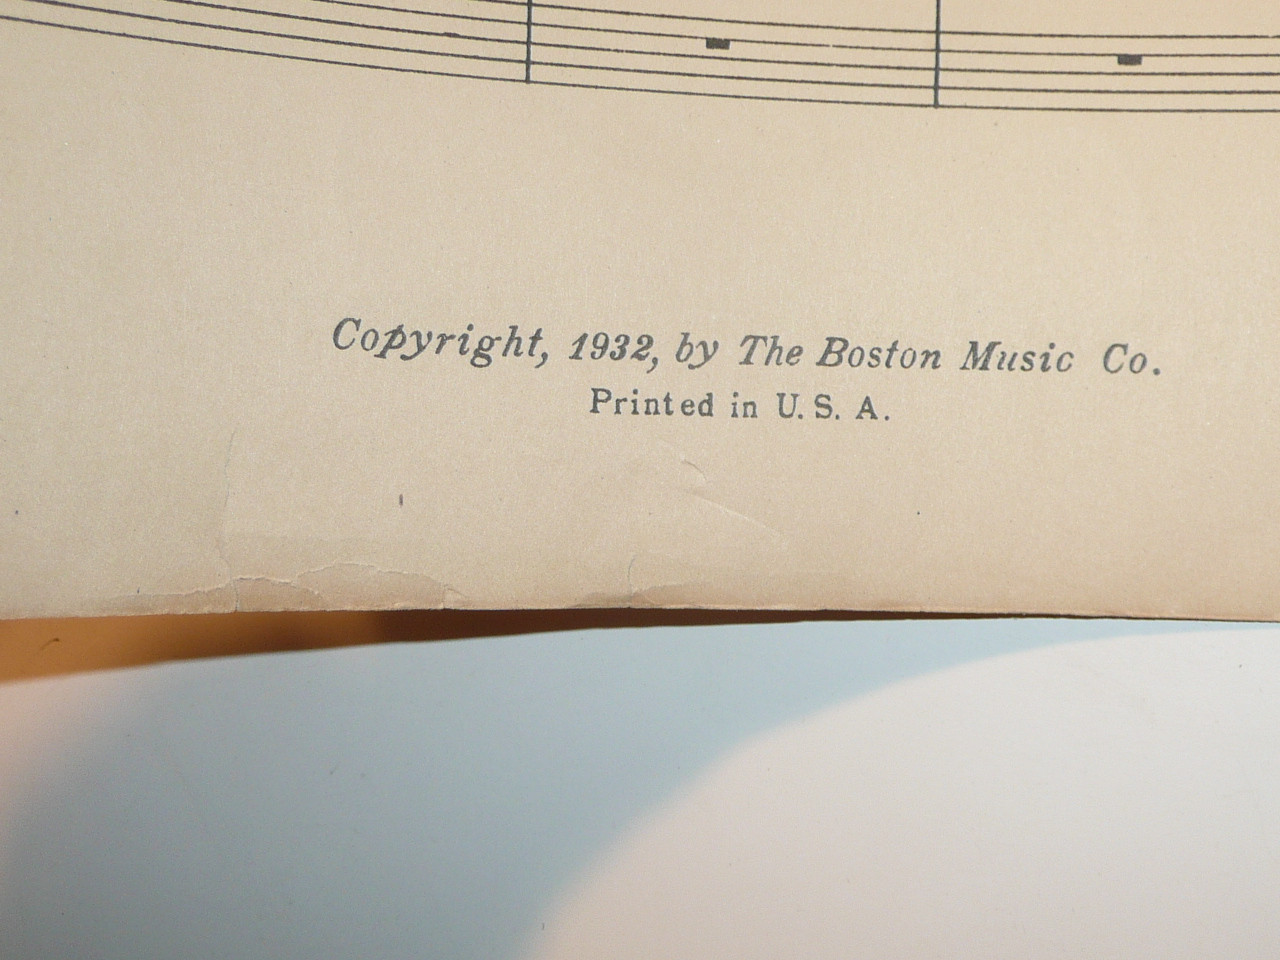 Copyright, 1932, by The Boston Music Co.
Printed in U. S. A.